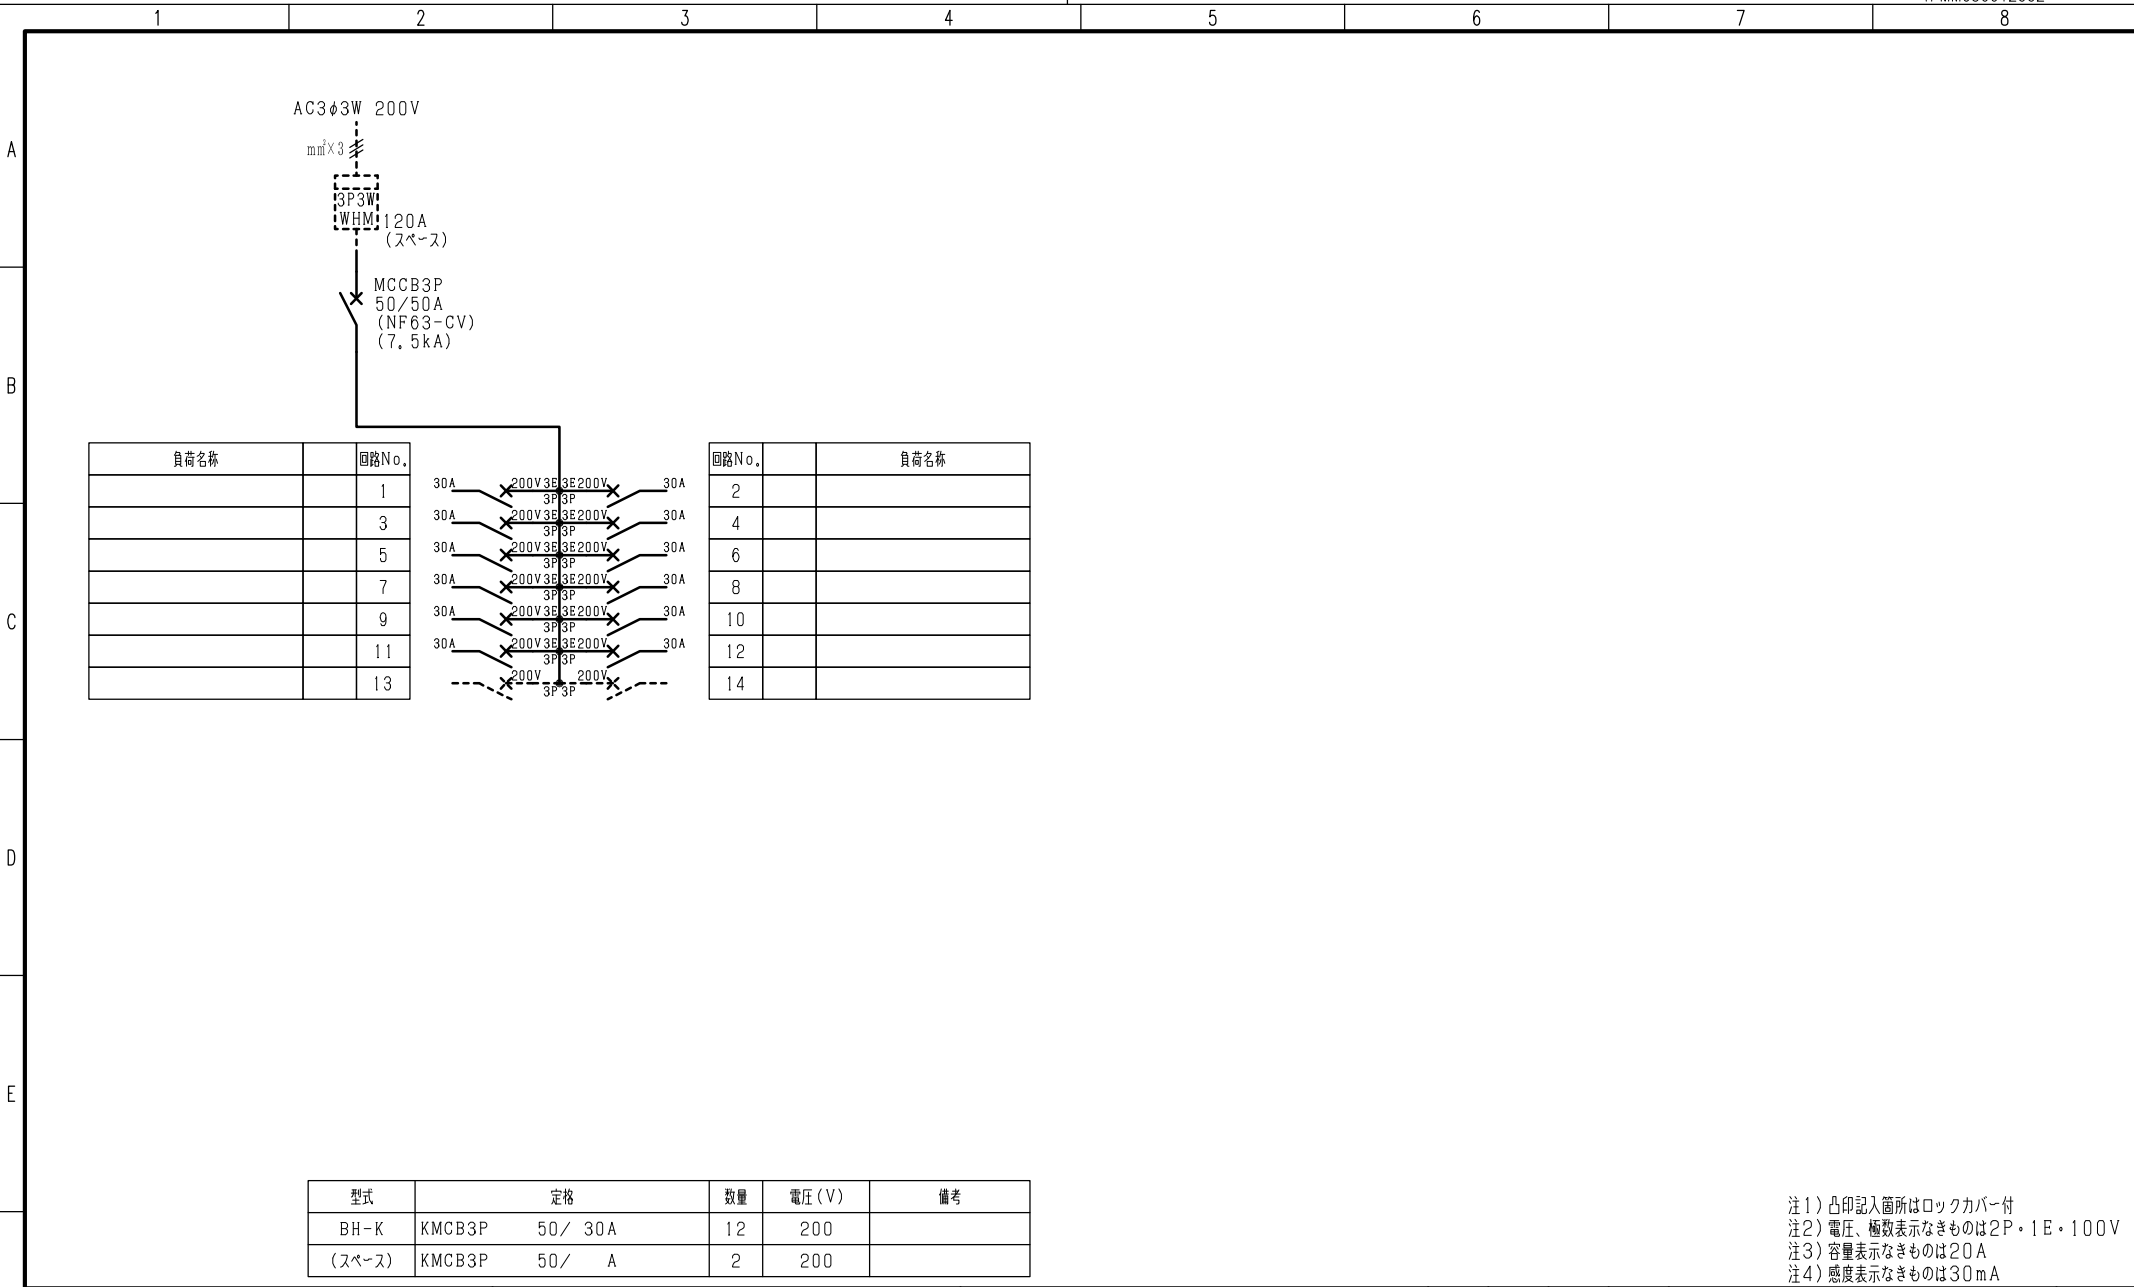 1 2 3 4 5 6 7 8
A
B
C
D
E
AC3φ3W 200V
mm²×3
3P3W
WHM
120A
(スペース)
MCCB3P
50/50A
(NF63-CV)
(7.5kA)
負荷名称 回路No. 回路No. 負荷名称
1 30A 200V 3E 3E 200V 30A 2
3P 3P
3 30A 200V 3E 3E 200V 30A 4
3P 3P
5 30A 200V 3E 3E 200V 30A 6
3P 3P
7 30A 200V 3E 3E 200V 30A 8
3P 3P
9 30A 200V 3E 3E 200V 30A 10
3P 3P
11 30A 200V 3E 3E 200V 30A 12
3P 3P
13 200V 200V 14
3P 3P
型式 定格 数量 電圧(V) 備考
BH-K KMCB3P 50/ 30A 12 200
(スペース) KMCB3P 50/ A 2 200
注1)凸印記入箇所はロックカバー付
注2)電圧、極数表示なきものは2P・1E・100V
注3)容量表示なきものは20A
注4)感度表示なきものは30mA